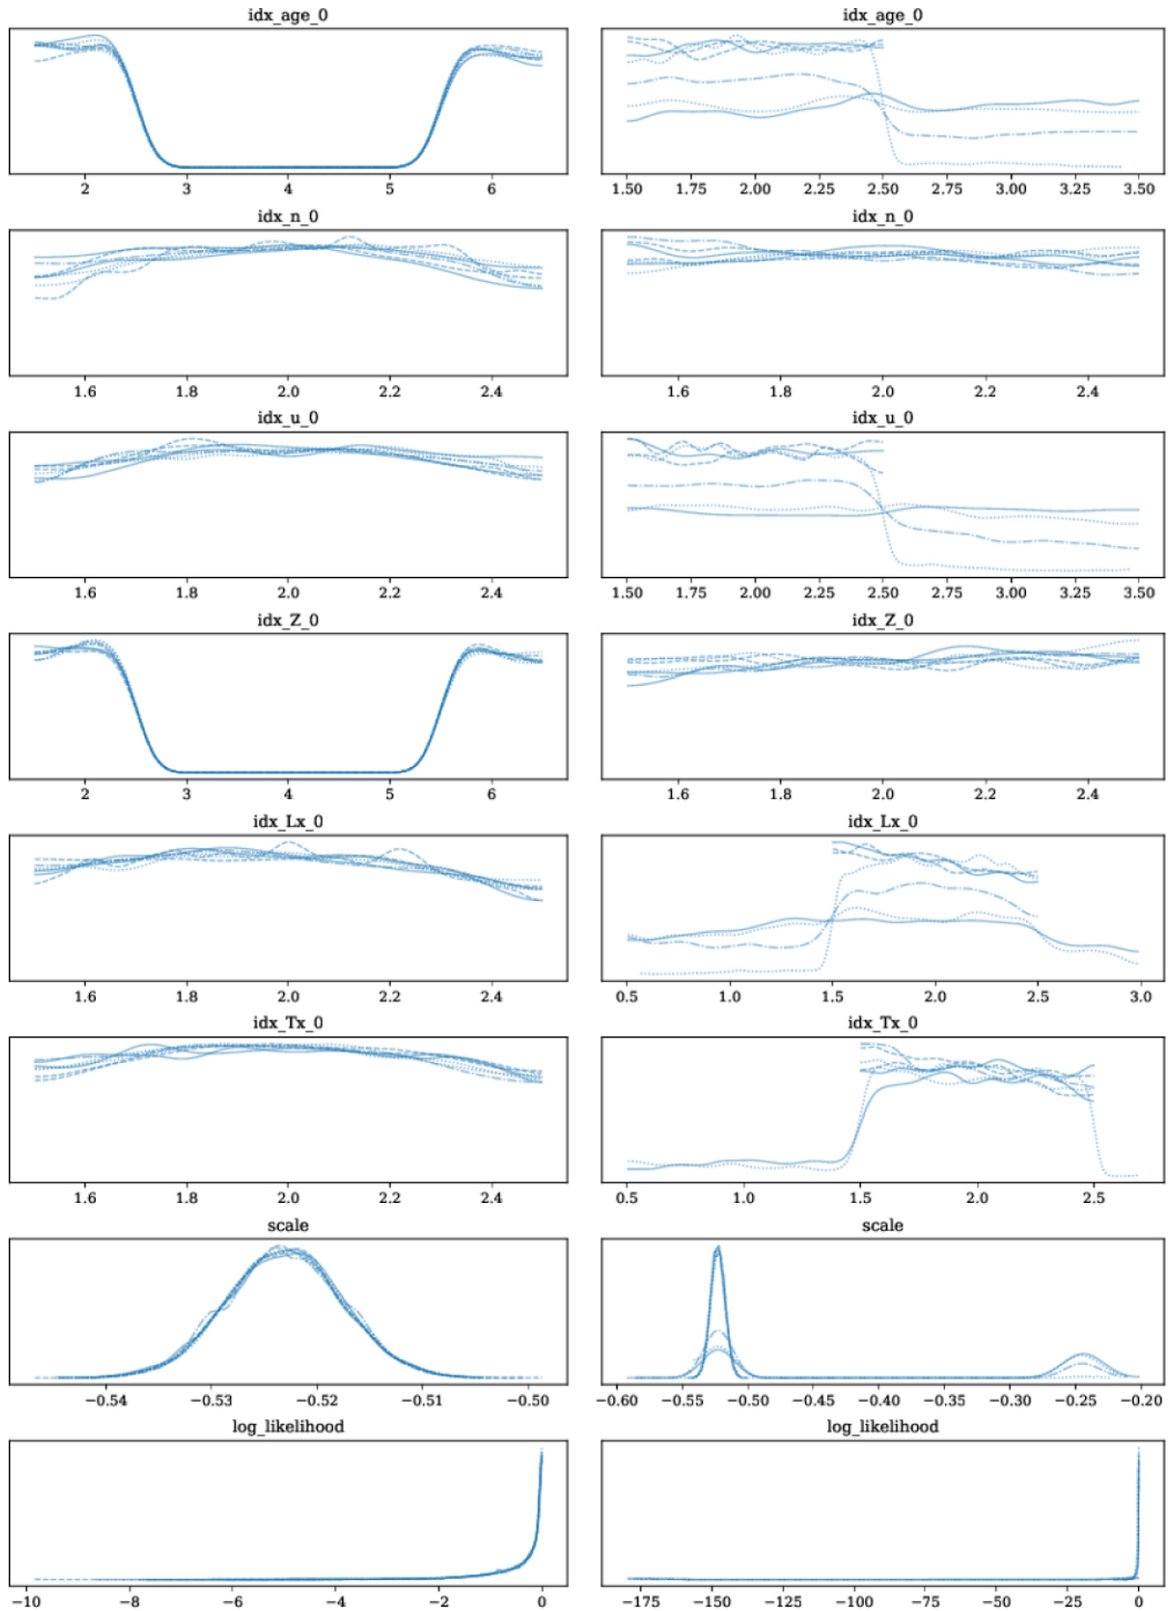 idx_age_0 idx_age_0
2 3 4 5 6 1.50 1.75 2.00 2.25 2.50 2.75 3.00 3.25 3.50
idx_n_0 idx_n_0
1.6 1.8 2.0 2.2 2.4 1.6 1.8 2.0 2.2 2.4
idx_u_0 idx_u_0
1.6 1.8 2.0 2.2 2.4 1.50 1.75 2.00 2.25 2.50 2.75 3.00 3.25 3.50
idx_Z_0 idx_Z_0
2 3 4 5 6 1.6 1.8 2.0 2.2 2.4
idx_Lx_0 idx_Lx_0
1.6 1.8 2.0 2.2 2.4 0.5 1.0 1.5 2.0 2.5 3.0
idx_Tx_0 idx_Tx_0
1.6 1.8 2.0 2.2 2.4 0.5 1.0 1.5 2.0 2.5
scale scale
−0.54 −0.53 −0.52 −0.51 −0.50 −0.60 −0.55 −0.50 −0.45 −0.40 −0.35 −0.30 −0.25 −0.20
log_likelihood log_likelihood
−10 −8 −6 −4 −2 0 −175 −150 −125 −100 −75 −50 −25 0